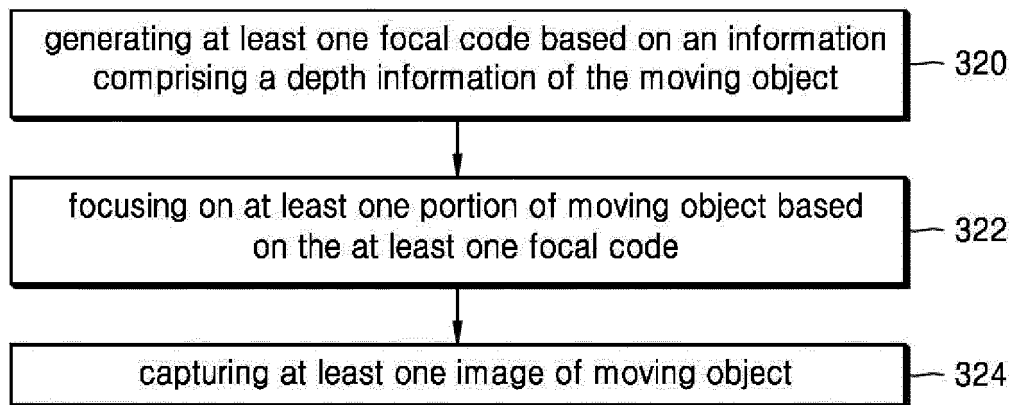 generating at least one focal code based on an information
comprising a depth information of the moving object
320
focusing on at least one portion of moving object based
on the at least one focal code
322
capturing at least one image of moving object
324